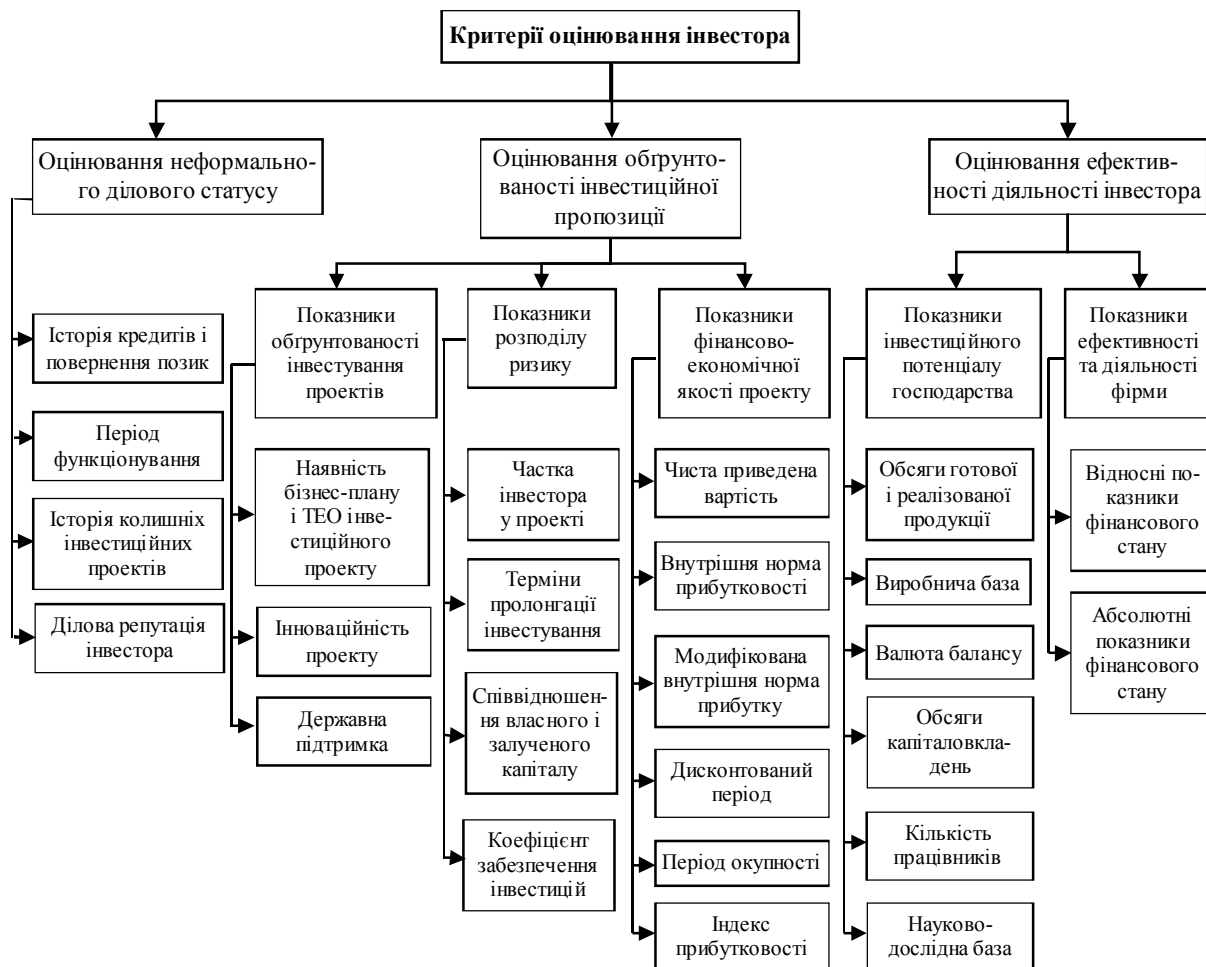 Критерії оцінювання інвестора
Оцінювання неформально-
го ділового статусу
Оцінювання обґрунто-
ваності інвестиційної
пропозиції
Оцінювання ефектив-
ності діяльності інвестора
Історія кредитів і
повернення позик
Період
функціонування
Історія колишніх
інвестиційних
проектів
Ділова репутація
інвестора
Показники
обґрунтованості
інвестування
проектів
Наявність
бізнес-плану
і ТЕО інве-
стиційного
проекту
Інноваційність
проекту
Державна
підтримка
Показники
розподілу
ризику
Частка
інвестора
у проекті
Терміни
пролонгації
інвестування
Співвідношен-
ня власного і
залученого
капіталу
Коефіцієнт
забезпечення
інвестицій
Показники
фінансово-
економічної
якості проекту
Чиста приведена
вартість
Внутрішня норма
прибутковості
Модифікована
внутрішня норма
прибутку
Дисконтований
період
Період окупності
Індекс
прибутковості
Показники
інвестиційного
потенціалу
господарства
Обсяги готової
і реалізованої
продукції
Виробнича база
Валюта балансу
Обсяги
капіталовкла-
день
Кількість
працівників
Науково-
дослідна база
Показники
ефективності
та діяльності
фірми
Відносні по-
казники
фінансового
стану
Абсолютні
показники
фінансового
стану